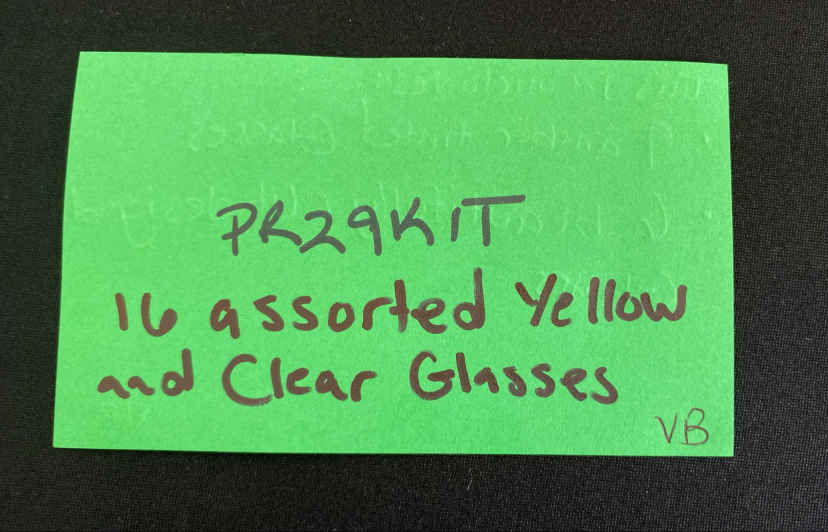 PR29KIT
16 assorted Yellow
and Clear Glasses
VB